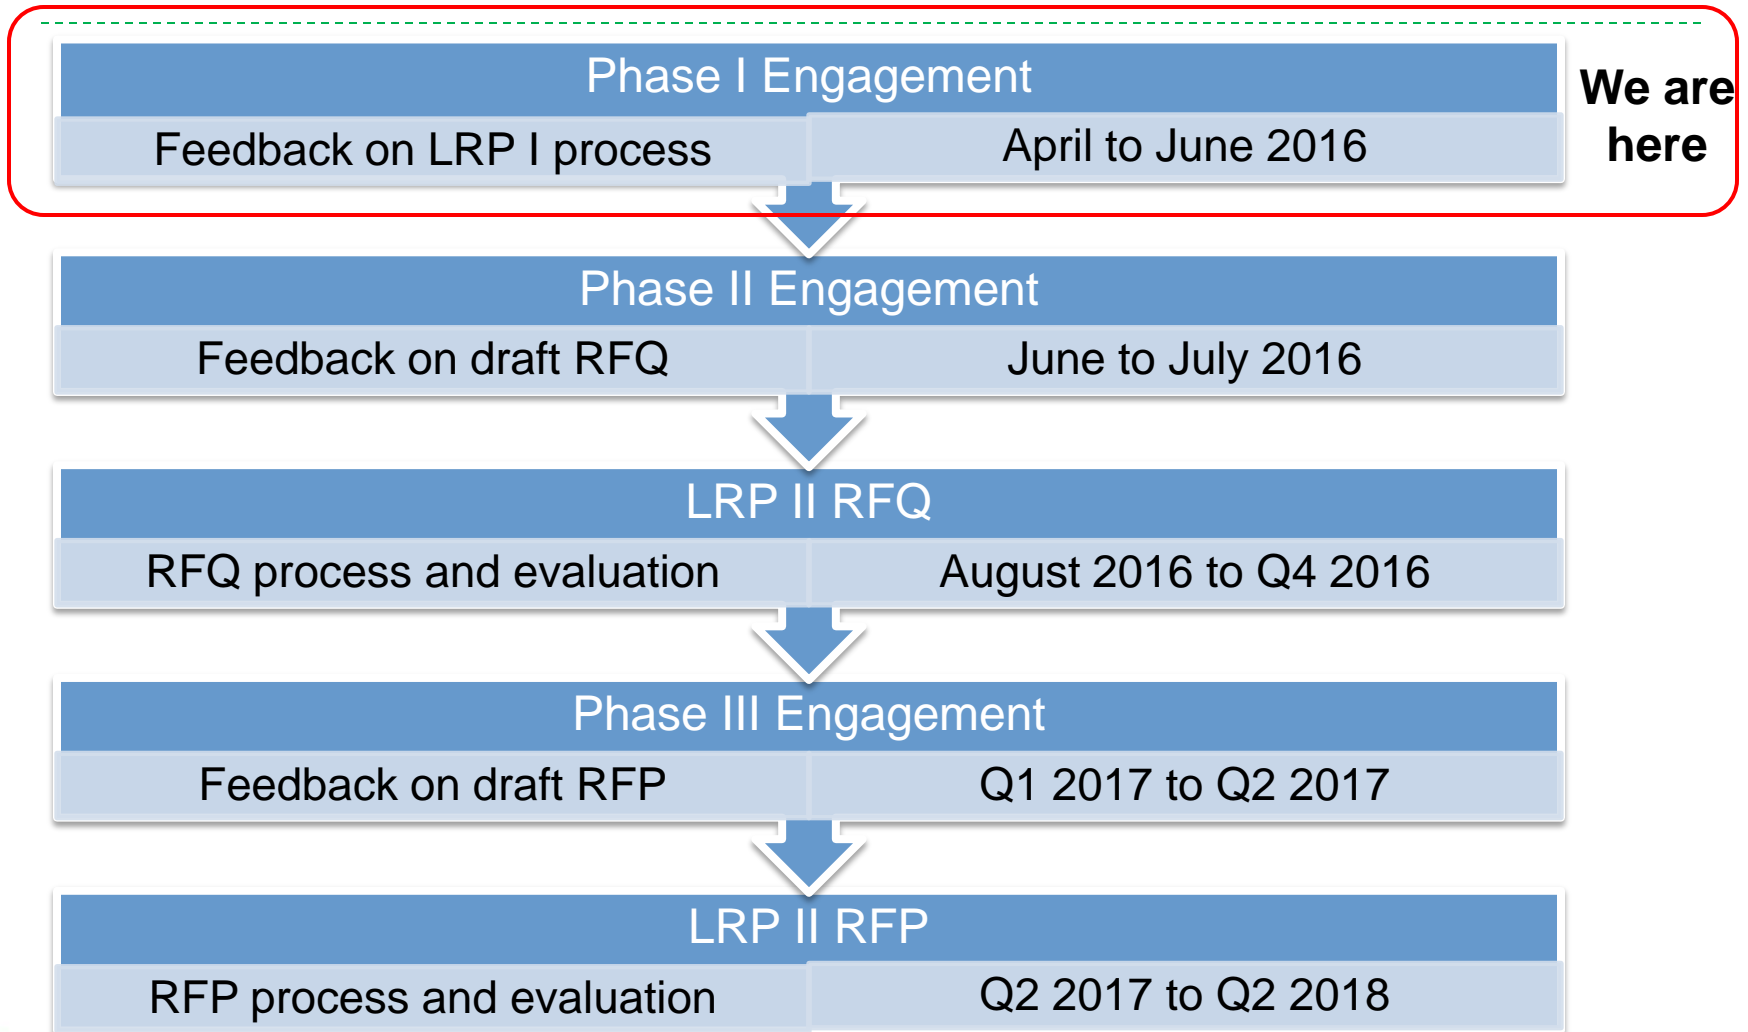 Phase I Engagement
Feedback on LRP I process
April to June 2016
We are
here
Phase II Engagement
Feedback on draft RFQ
June to July 2016
LRP II RFQ
RFQ process and evaluation
August 2016 to Q4 2016
Phase III Engagement
Feedback on draft RFP
Q1 2017 to Q2 2017
LRP II RFP
RFP process and evaluation
Q2 2017 to Q2 2018